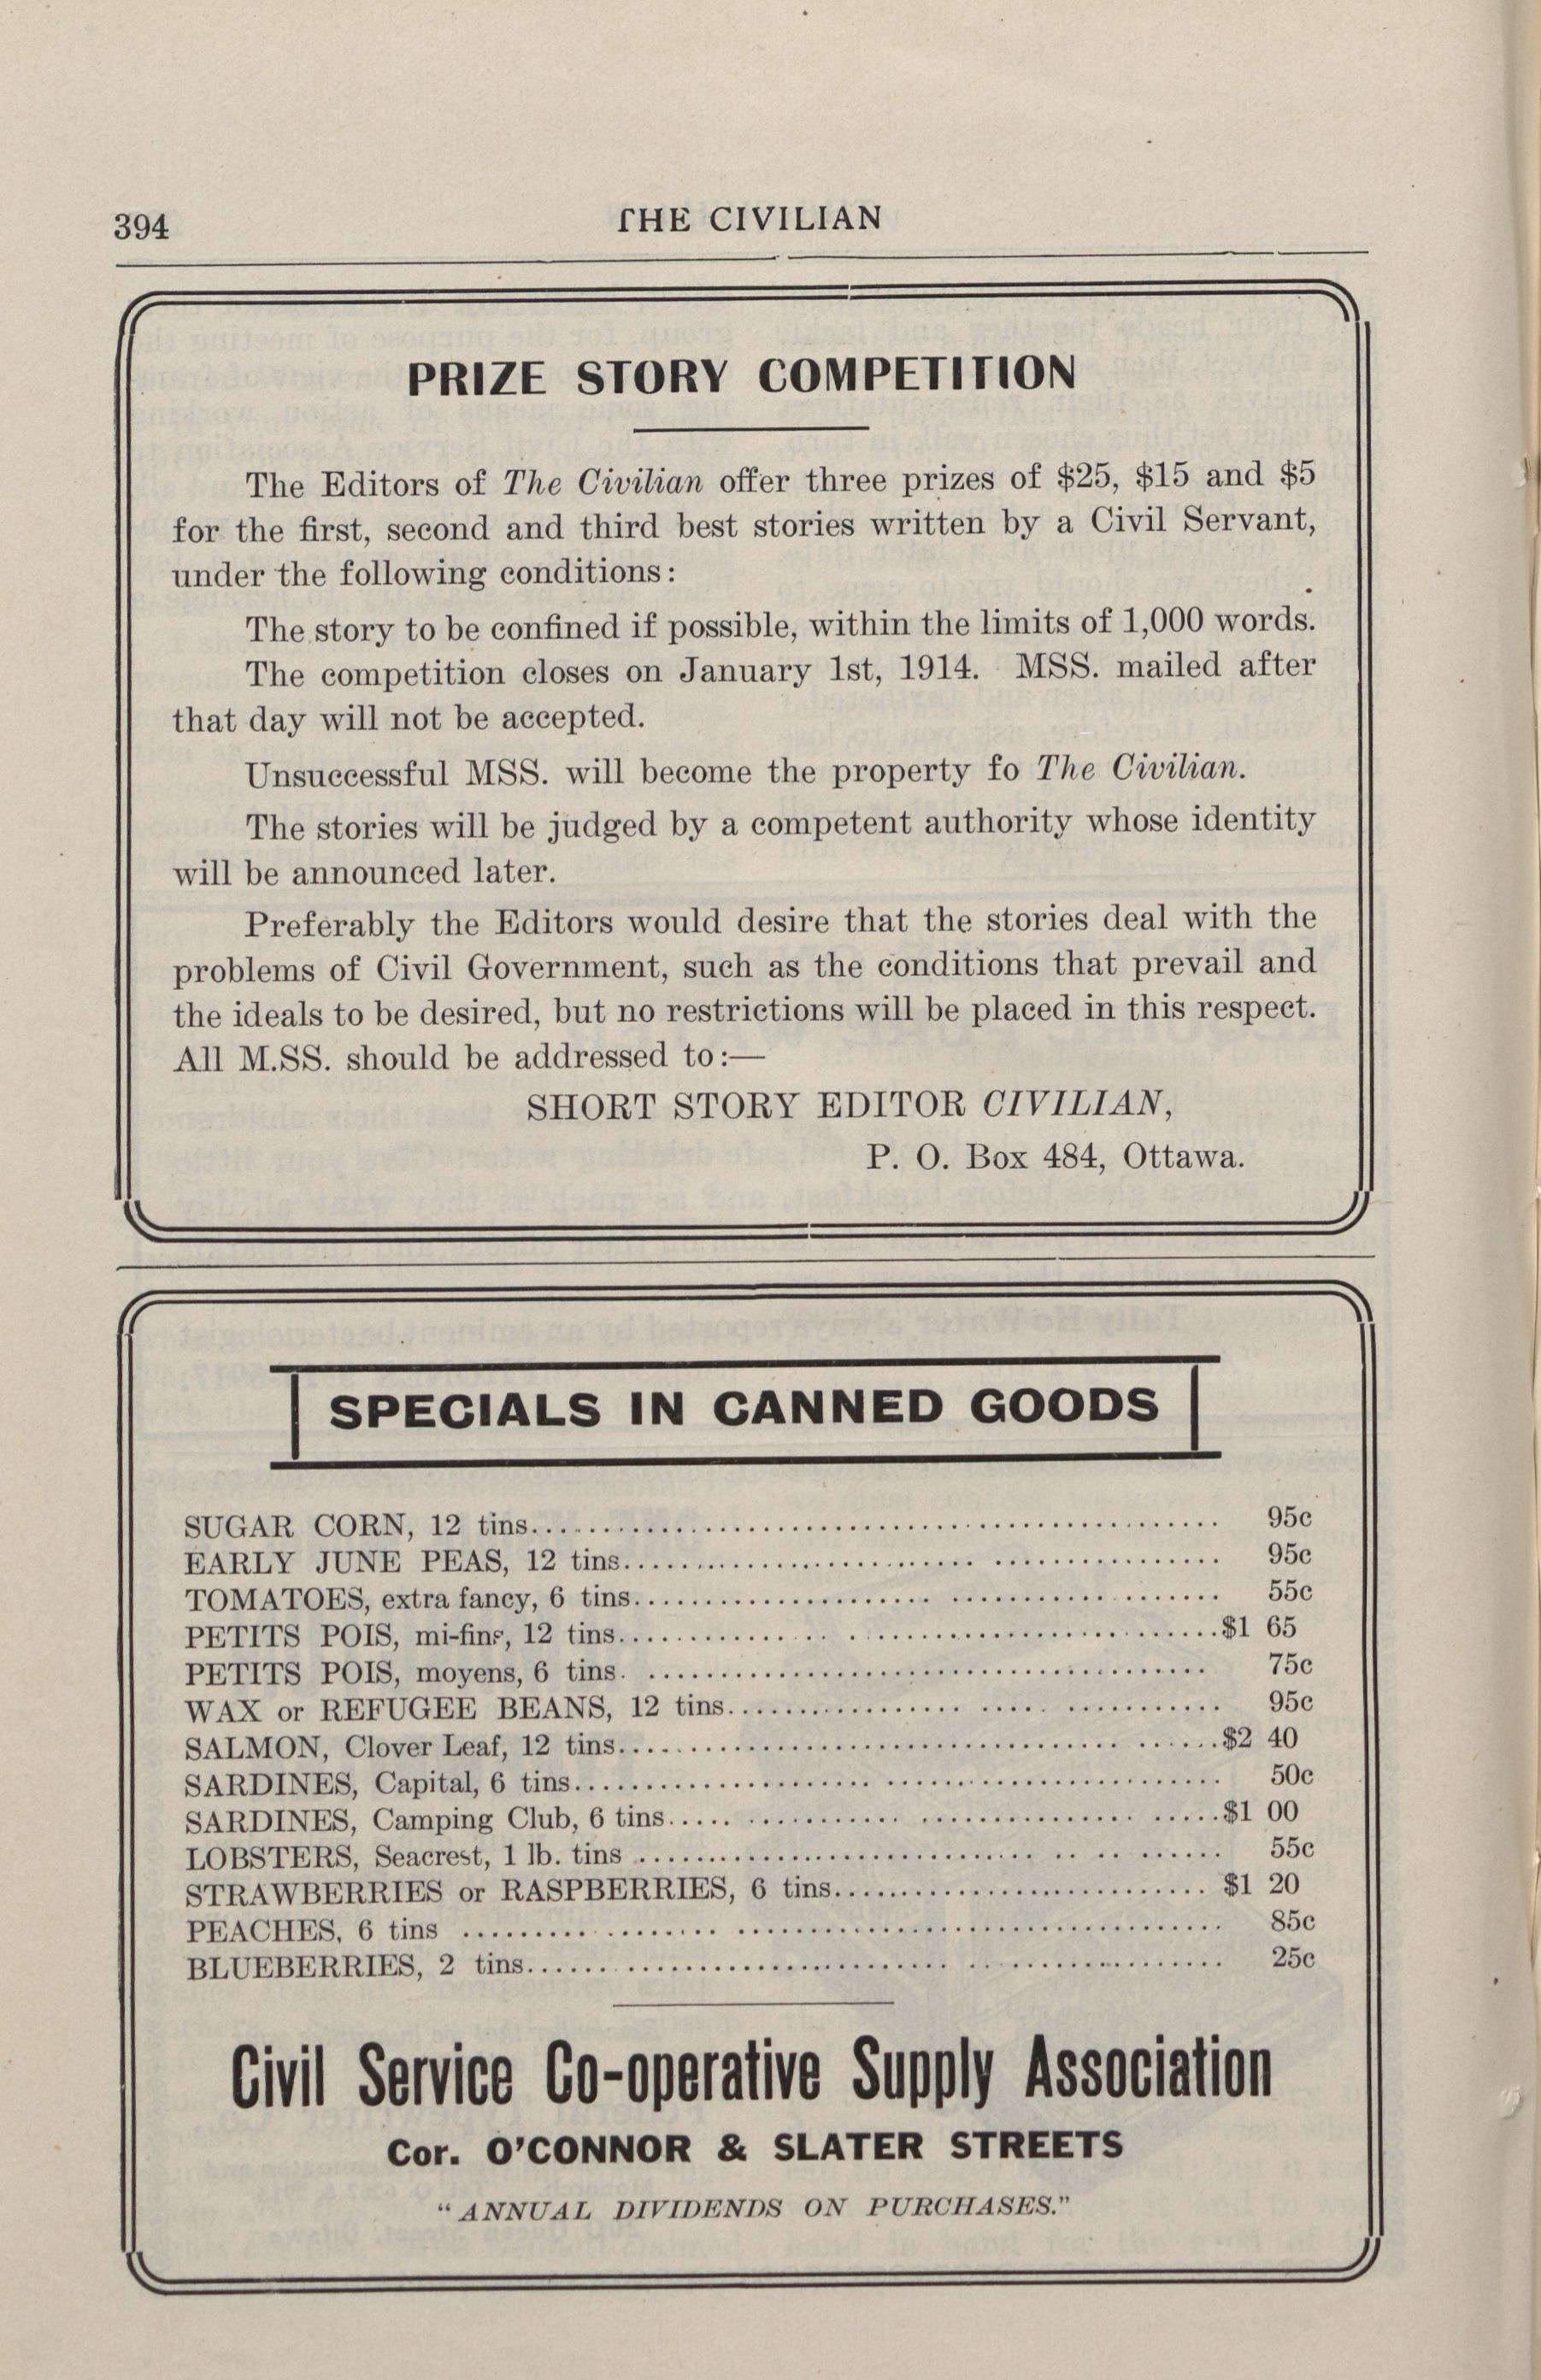 394
THE CIVILIAN
PRIZE STORY COMPETITION
The Editors of The Civilian offer three prizes of $25, $15 and $5
for the first, second and third best stories written by a Civil Servant,
under the following conditions:
The story to be confined if possible, within the limits of 1,000 words.
The competition closes on January 1st, 1914. MSS. mailed after
that day will not be accepted.
Unsuccessful MSS. will become the property fo The Civilian.
The stories will be judged by a competent authority whose identity
will be announced later.
Preferably the Editors would desire that the stories deal with the
problems of Civil Government, such as the conditions that prevail and
the ideals to be desired, but no restrictions will be placed in this respect.
All M.SS. should be addressed to:—
SHORT STORY EDITOR CIVILIAN,
P. O. Box 484, Ottawa.
SPECIALS IN CANNED GOODS
SUGAR CORN, 12 tins........ 95c
EARLY JUNE PEAS, 12 tins........ 95c
TOMATOES, extra fancy, 6 tins........ 55c
PETITS POIS, mi-fins, 12 tins........ $1 65
PETITS POIS, moyens, 6 tins........ 75c
WAX or REFUGEE BEANS, 12 tins........ 95c
SALMON, Clover Leaf, 12 tins........ $2 40
SARDINES, Capital, 6 tins........ 50c
SARDINES, Camping Club, 6 tins........ $1 00
LOBSTERS, Seacrest, 1 lb. tins ........ 55c
STRAWBERRIES or RASPBERRIES, 6 tins........ $1 20
PEACHES, 6 tins ........ 85c
BLUEBERRIES, 2 tins........ 25c
Civil Service Co-operative Supply Association
Cor. O'CONNOR & SLATER STREETS
"ANNUAL DIVIDENDS ON PURCHASES."